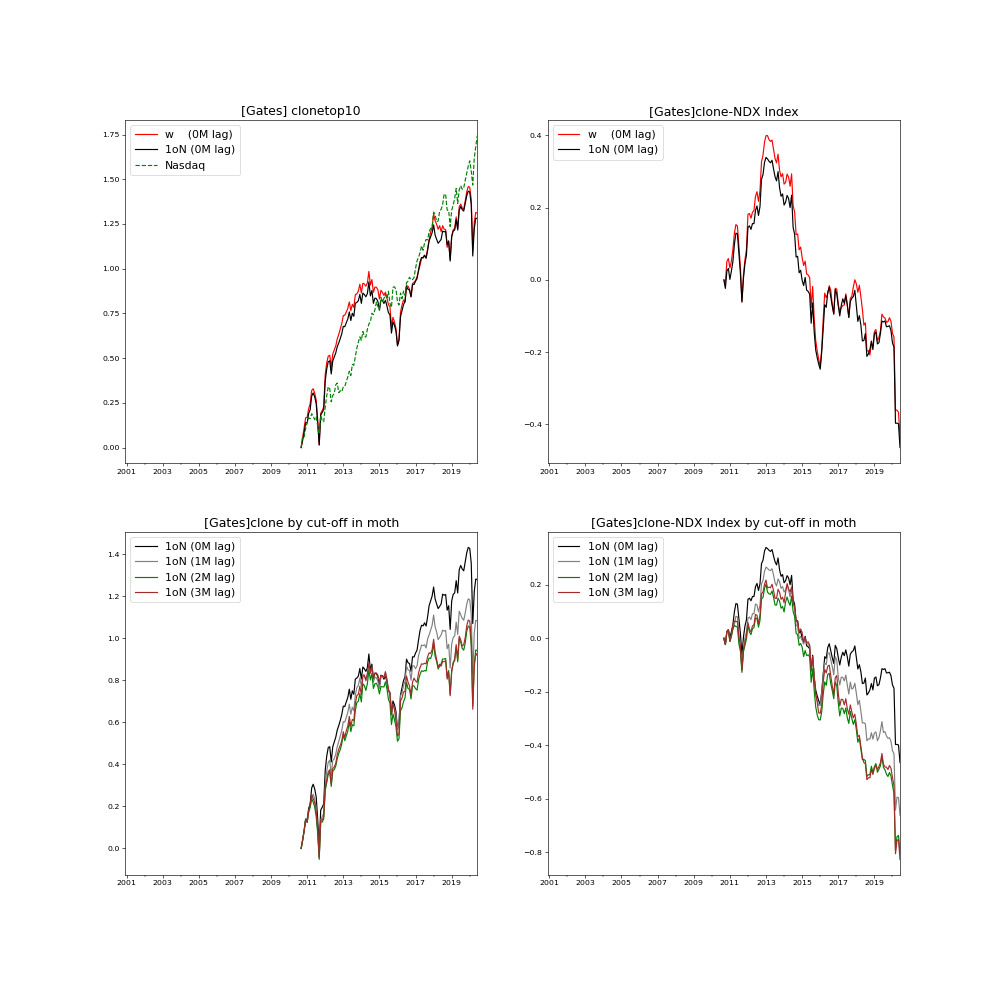 [Gates] clonetop10
w    (0M lag)
1oN (0M lag)
Nasdaq
1.75
1.50
1.25
1.00
0.75
0.50
0.25
0.00
2001 2003 2005 2007 2009 2011 2013 2015 2017 2019
[Gates]clone-NDX Index
w    (0M lag)
1oN (0M lag)
0.4
0.2
0.0
−0.2
−0.4
2001 2003 2005 2007 2009 2011 2013 2015 2017 2019
[Gates]clone by cut-off in moth
1oN (0M lag)
1oN (1M lag)
1oN (2M lag)
1oN (3M lag)
1.4
1.2
1.0
0.8
0.6
0.4
0.2
0.0
2001 2003 2005 2007 2009 2011 2013 2015 2017 2019
[Gates]clone-NDX Index by cut-off in moth
1oN (0M lag)
1oN (1M lag)
1oN (2M lag)
1oN (3M lag)
0.2
0.0
−0.2
−0.4
−0.6
−0.8
2001 2003 2005 2007 2009 2011 2013 2015 2017 2019